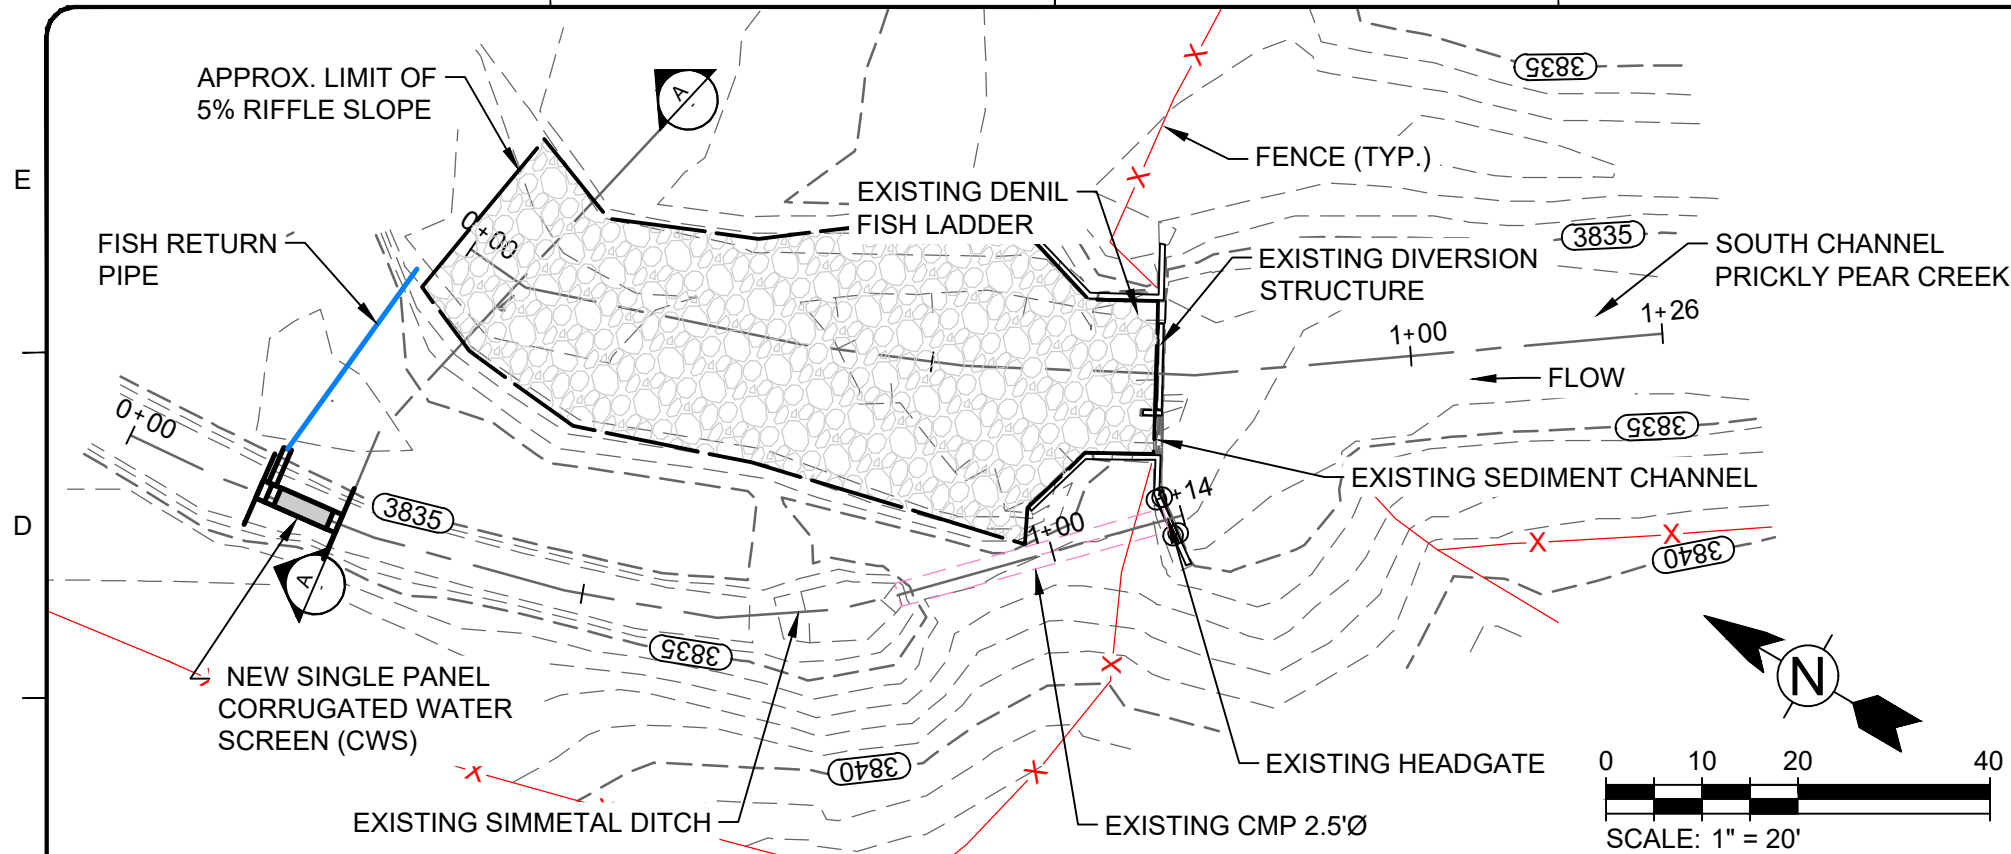 APPROX. LIMIT OF
5% RIFFLE SLOPE
A
-
3835
E
FENCE (TYP.)
EXISTING DENIL
FISH LADDER
FISH RETURN
PIPE
0+00
3835
SOUTH CHANNEL
PRICKLY PEAR CREEK
EXISTING DIVERSION
STRUCTURE
1+00
1+26
FLOW
0+00
3835
EXISTING SEDIMENT CHANNEL
D
3835
+14
1+00
X
X
X
X
3840
A
-
3835
X
NEW SINGLE PANEL
CORRUGATED WATER
SCREEN (CWS)
N
X
3840
X
EXISTING HEADGATE
0 10 20 40
EXISTING SIMMETAL DITCH
EXISTING CMP 2.5'Ø
SCALE: 1" = 20'